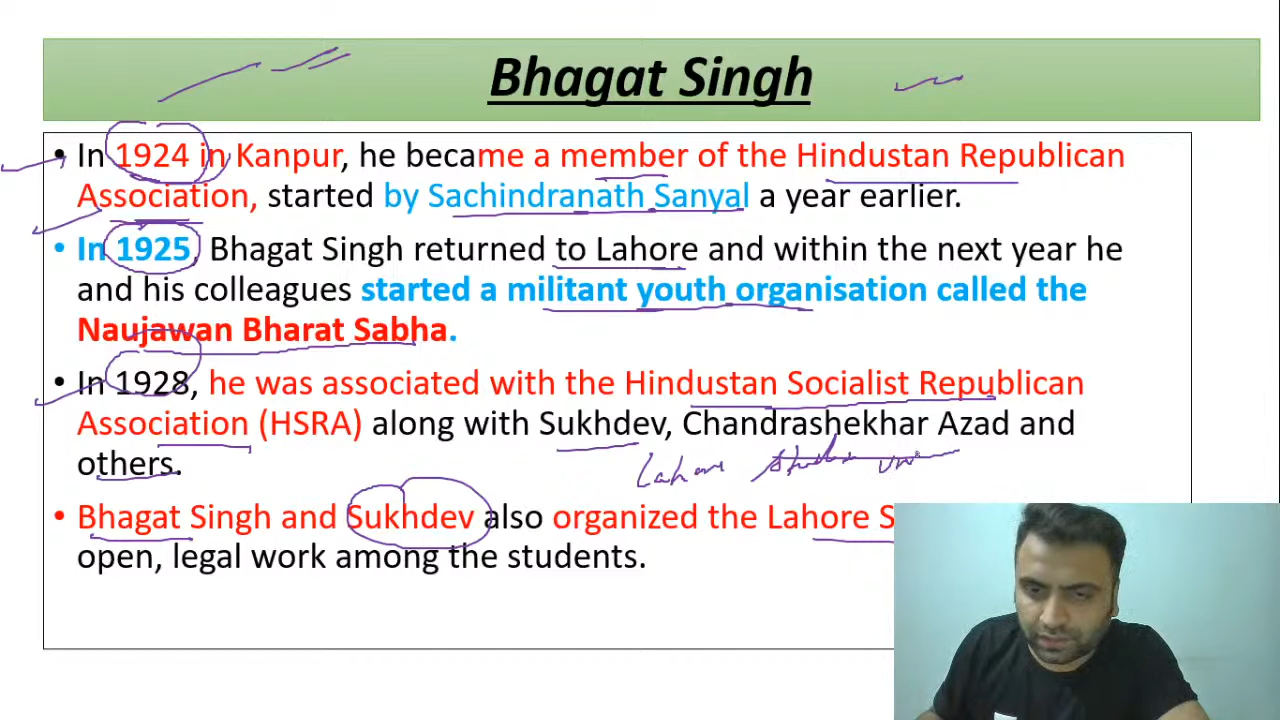 Bhagat Singh
• In 1924 in Kanpur, he became a member of the Hindustan Republican
Association, started by Sachindranath Sanyal a year earlier.
• In 1925, Bhagat Singh returned to Lahore and within the next year he
and his colleagues started a militant youth organisation called the
Naujawan Bharat Sabha.
• In 1928, he was associated with the Hindustan Socialist Republican
Association (HSRA) along with Sukhdev, Chandrashekhar Azad and
others.
Lahore
• Bhagat Singh and Sukhdev also organized the Lahore S
open, legal work among the students.